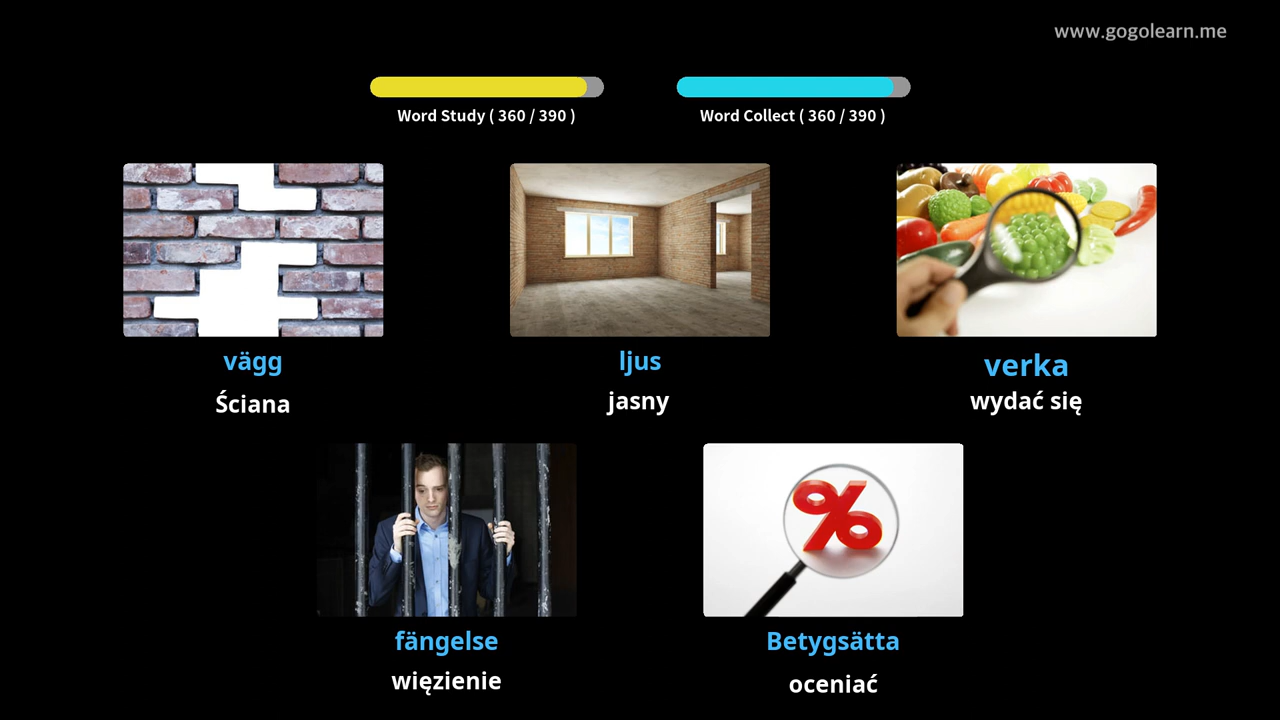 www.gogolearn.me
Word Study ( 360 / 390 )
Word Collect ( 360 / 390 )
vägg
Ściana
ljus
jasny
verka
wydać się
fängelse
więzienie
Betygsätta
oceniać